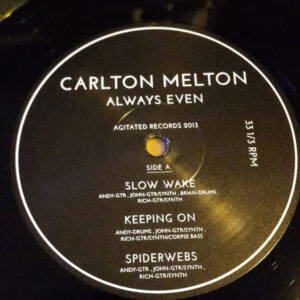 CARLTON MELTON
ALWAYS EVEN
AGITATED RECORDS 2013
33 1/3 RPM
SIDE A
SLOW WAKE
ANDY-GTR , JOHN-GTR/SYNTH , BRIAN-DRUMS ,
RICH-GTR/SYNTH
KEEPING ON
ANDY-DRUMS , JOHN-GTR/SYNTH ,
RICH-GTR/SYNTH/CORPSE BASS
SPIDERWEBS
ANDY-GTR , JOHN-GTR/SYNTH ,
RICH-GTR/SYNTH